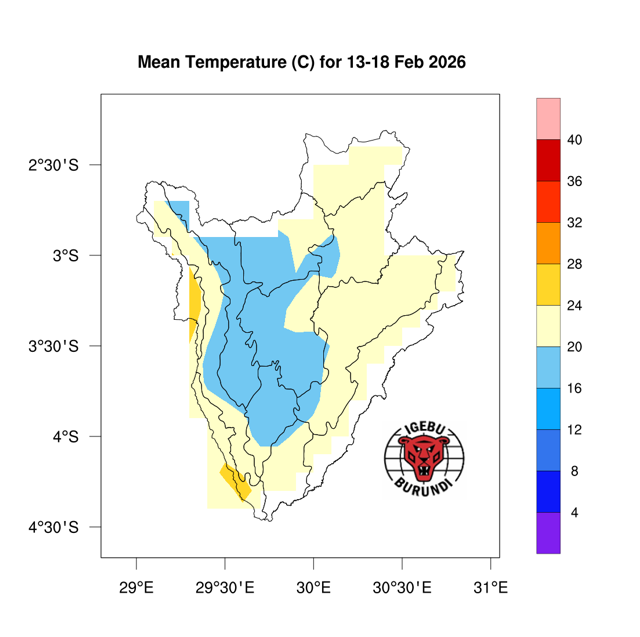 Mean Temperature (C) for 13-18 Feb 2026
2°30'S
3°S
3°30'S
4°S
4°30'S
29°E
29°30'E
30°E
30°30'E
31°E
40
36
32
28
24
20
16
12
8
4
IGEBU
BURUNDI